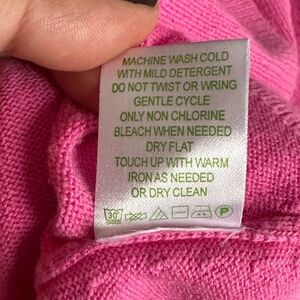 MACHINE WASH COLD
WITH MILD DETERGENT
DO NOT TWIST OR WRING
GENTLE CYCLE
ONLY NON CHLORINE
BLEACH WHEN NEEDED
DRY FLAT
TOUCH UP WITH WARM
IRON AS NEEDED
OR DRY CLEAN
30 P